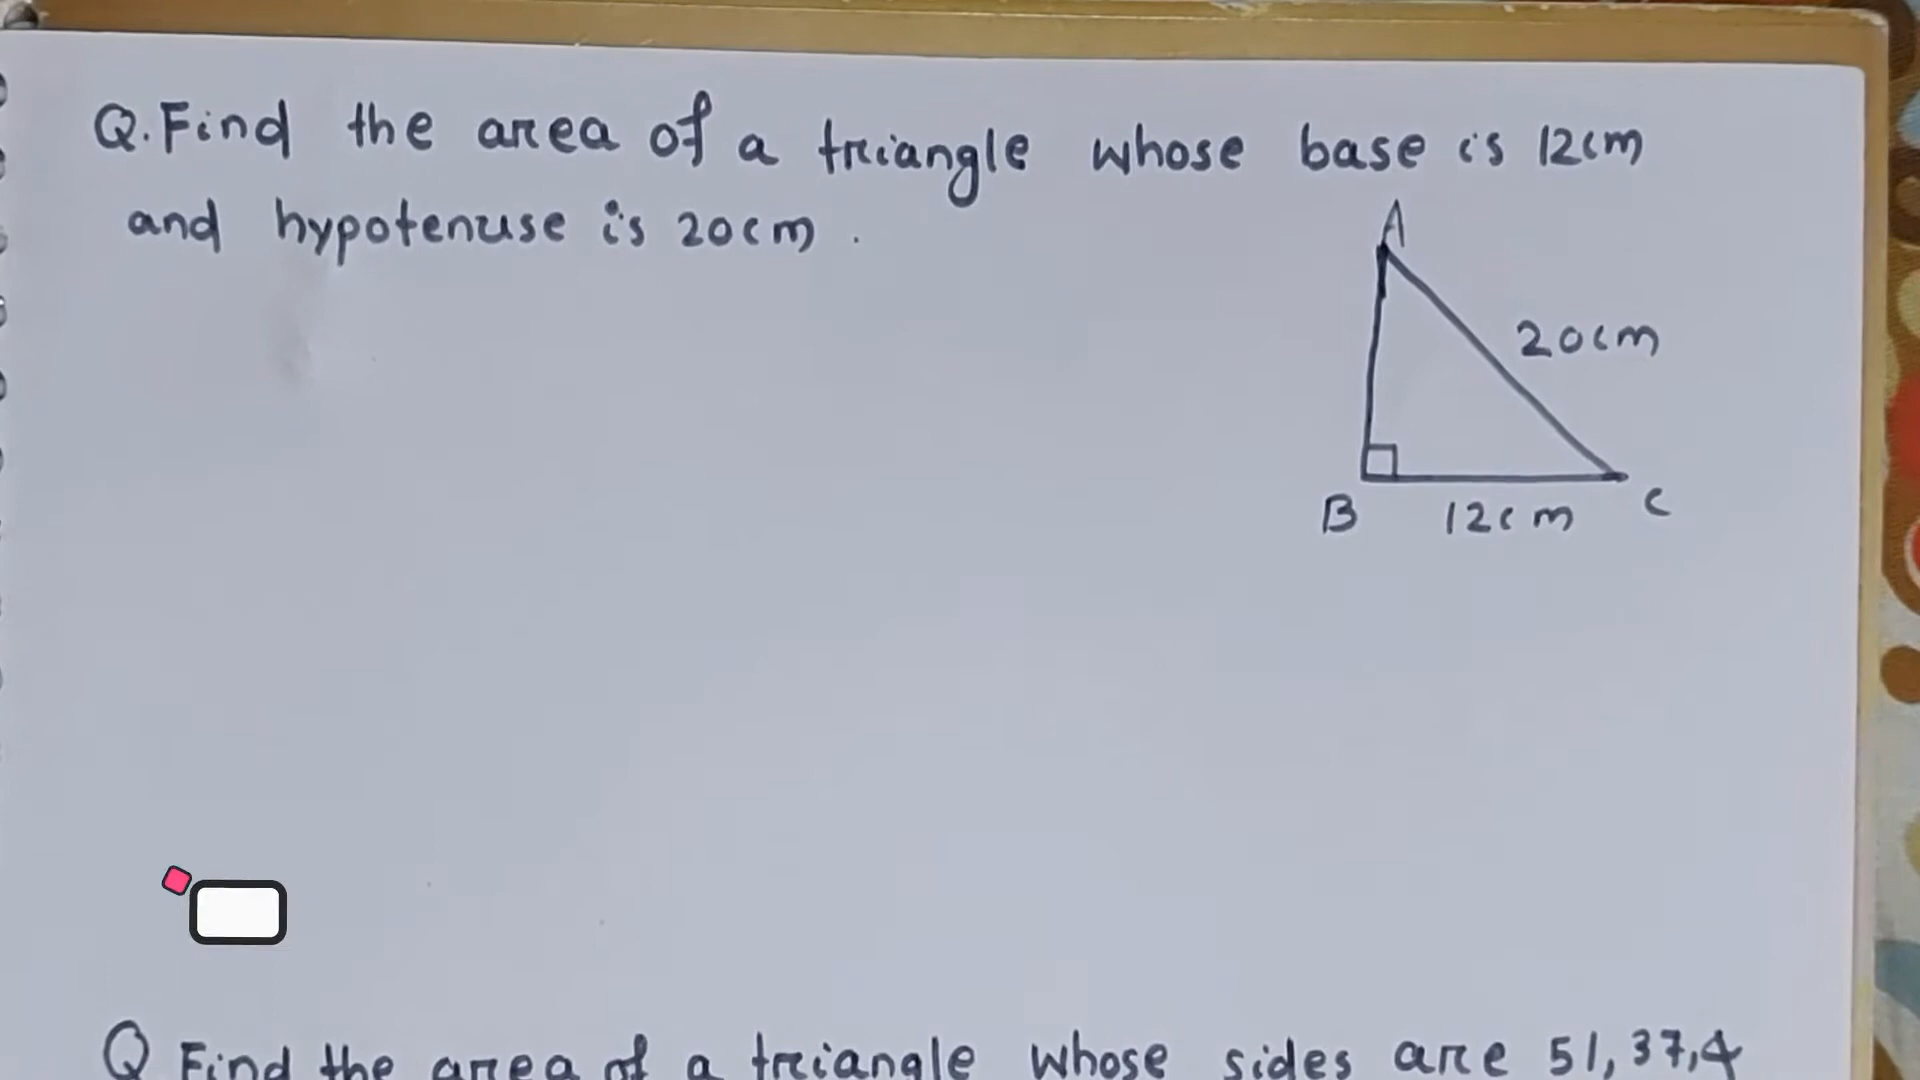 Q. Find the area of a triangle whose base is 12cm
and hypotenuse is 20cm .
A
20cm
B 12cm C
Q Find the area of a triangle whose sides are 51, 37,